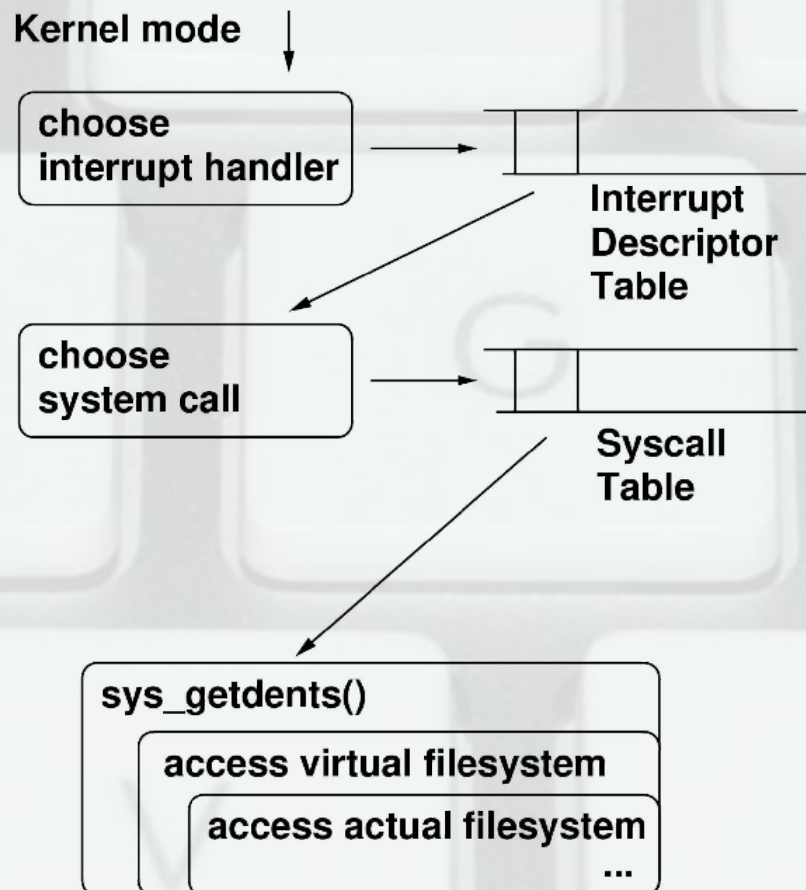 Kernel mode
choose
interrupt handler
Interrupt
Descriptor
Table
choose
system call
Syscall
Table
sys_getdents()
access virtual filesystem
access actual filesystem
...
G
V